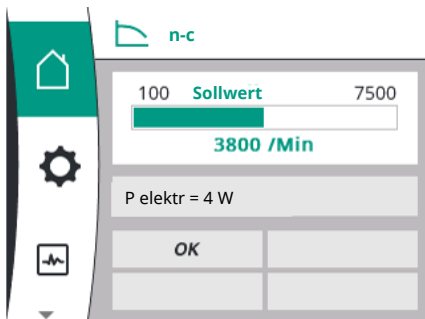 n-c
100 Sollwert 7500
3800 /Min
P elektr = 4 W
OK